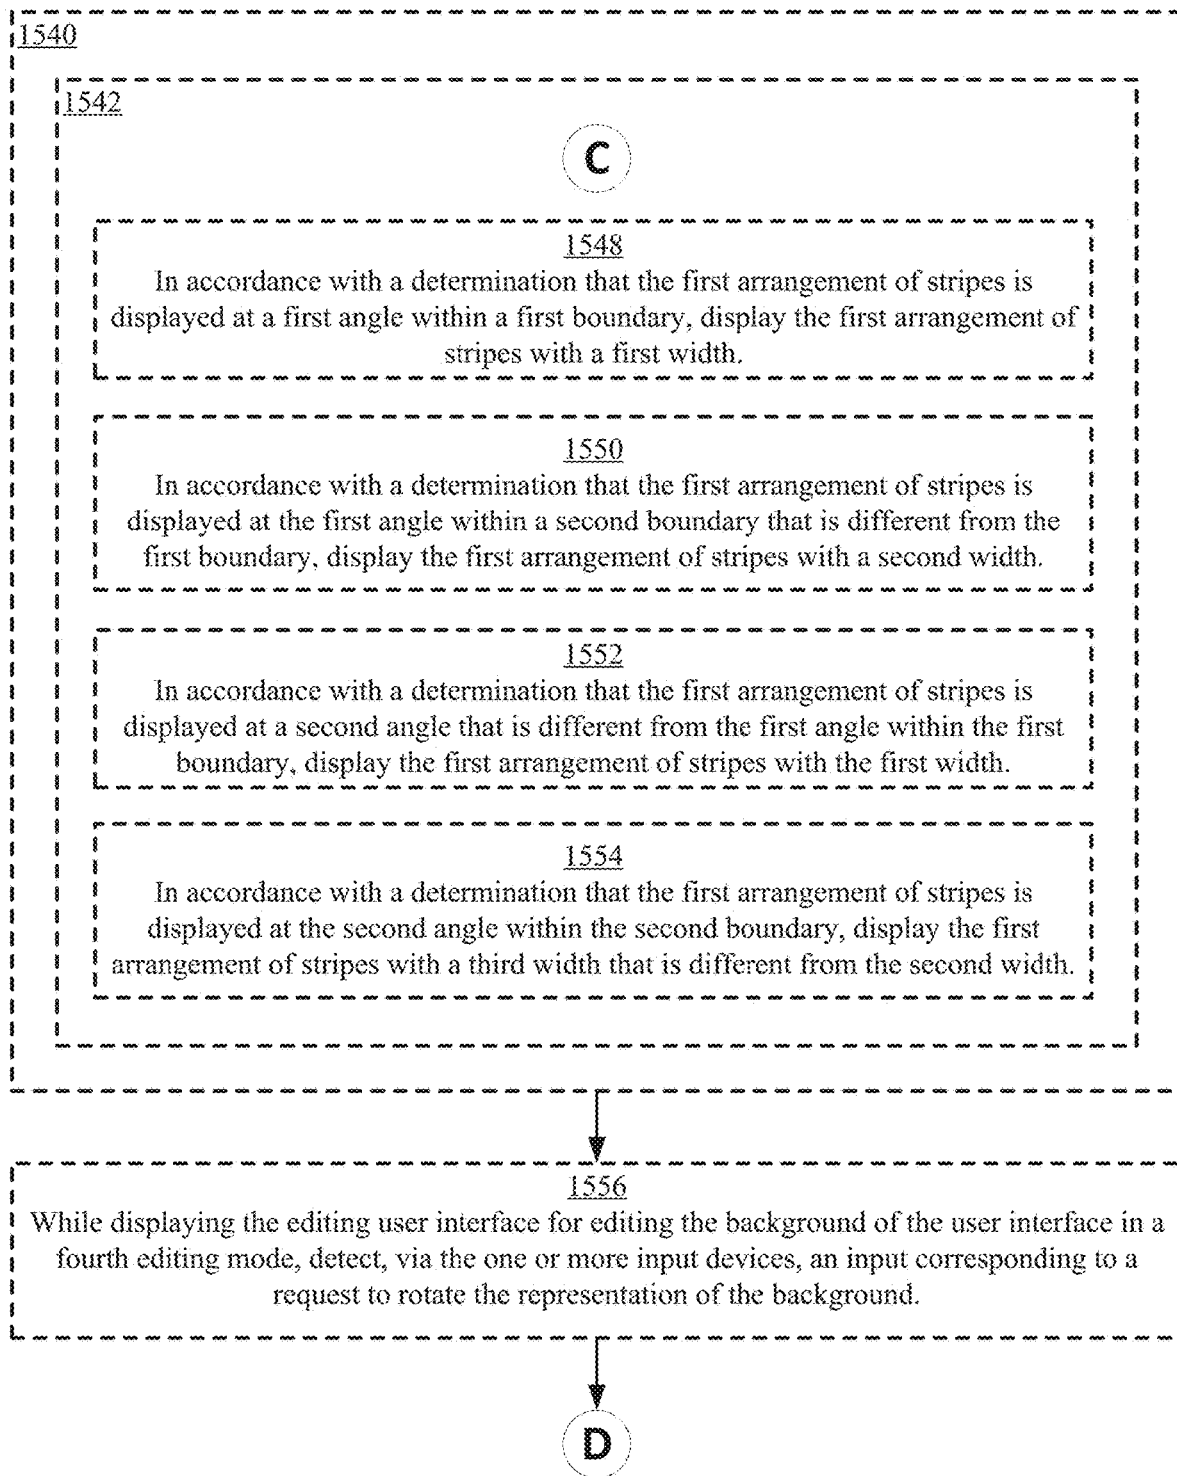 1540
1542
C
1548
In accordance with a determination that the first arrangement of stripes is
displayed at a first angle within a first boundary, display the first arrangement of
stripes with a first width.
1550
In accordance with a determination that the first arrangement of stripes is
displayed at the first angle within a second boundary that is different from the
first boundary, display the first arrangement of stripes with a second width.
1552
In accordance with a determination that the first arrangement of stripes is
displayed at a second angle that is different from the first angle within the first
boundary, display the first arrangement of stripes with the first width.
1554
In accordance with a determination that the first arrangement of stripes is
displayed at the second angle within the second boundary, display the first
arrangement of stripes with a third width that is different from the second width.
1556
While displaying the editing user interface for editing the background of the user interface in a
fourth editing mode, detect, via the one or more input devices, an input corresponding to a
request to rotate the representation of the background.
D